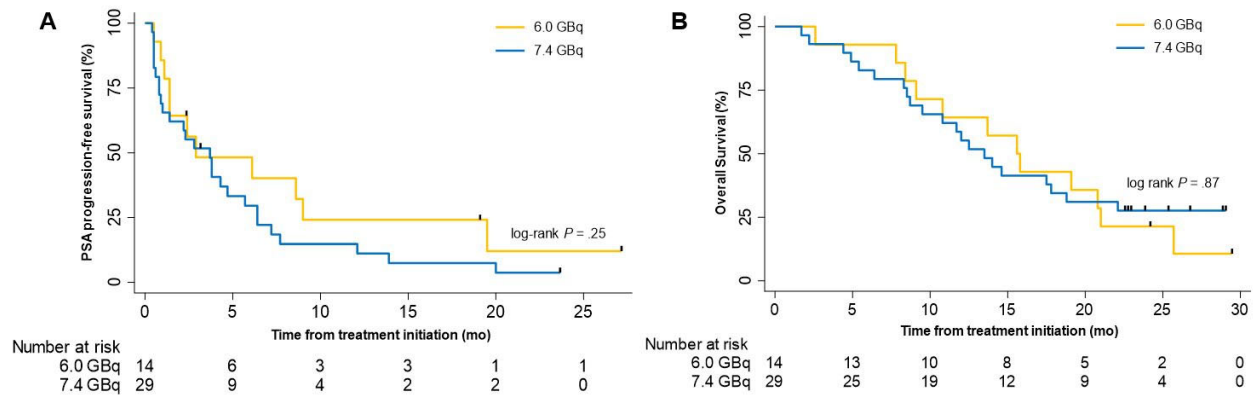 A
PSA progression-free survival (%)
100
75
50
25
0
6.0 GBq
7.4 GBq
log-rank P = .25
0 5 10 15 20 25
Time from treatment initiation (mo)
Number at risk
6.0 GBq 14 6 3 3 1 1
7.4 GBq 29 9 4 2 2 0
B
Overall Survival (%)
100
75
50
25
0
6.0 GBq
7.4 GBq
log rank P = .87
0 5 10 15 20 25 30
Time from treatment initiation (mo)
Number at risk
6.0 GBq 14 13 10 8 5 2 0
7.4 GBq 29 25 19 12 9 4 0